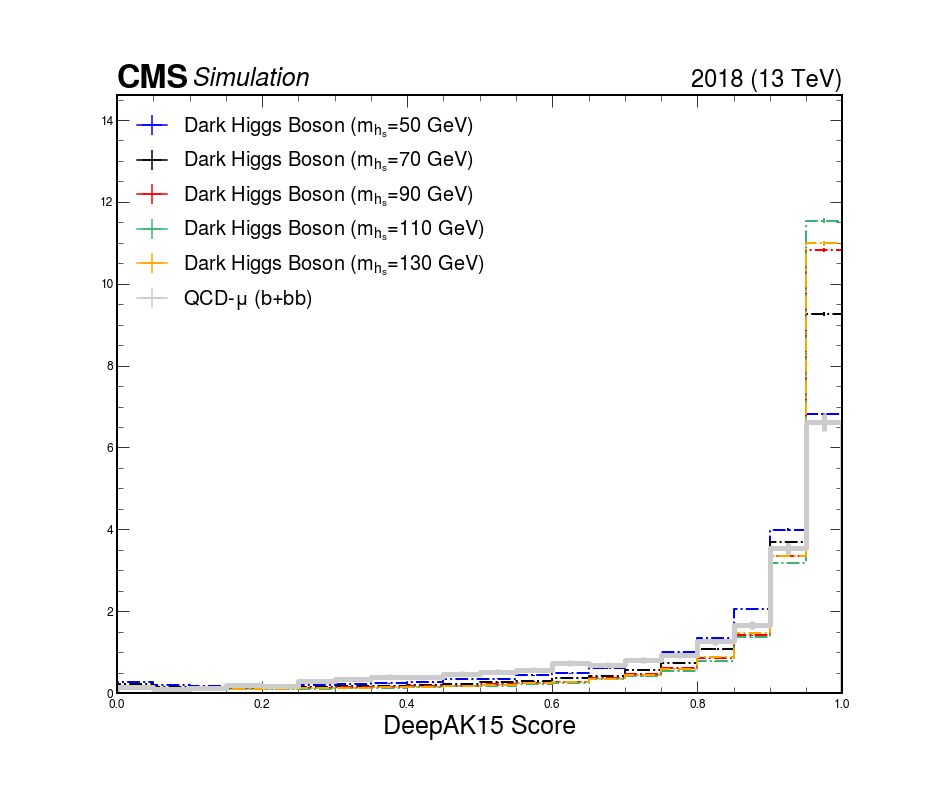 CMS Simulation 2018 (13 TeV)
14
12
10
8
6
4
2
0
Dark Higgs Boson (m_{h_s}=50 GeV)
Dark Higgs Boson (m_{h_s}=70 GeV)
Dark Higgs Boson (m_{h_s}=90 GeV)
Dark Higgs Boson (m_{h_s}=110 GeV)
Dark Higgs Boson (m_{h_s}=130 GeV)
QCD-μ (b+bb)
0.0 0.2 0.4 0.6 0.8 1.0
DeepAK15 Score